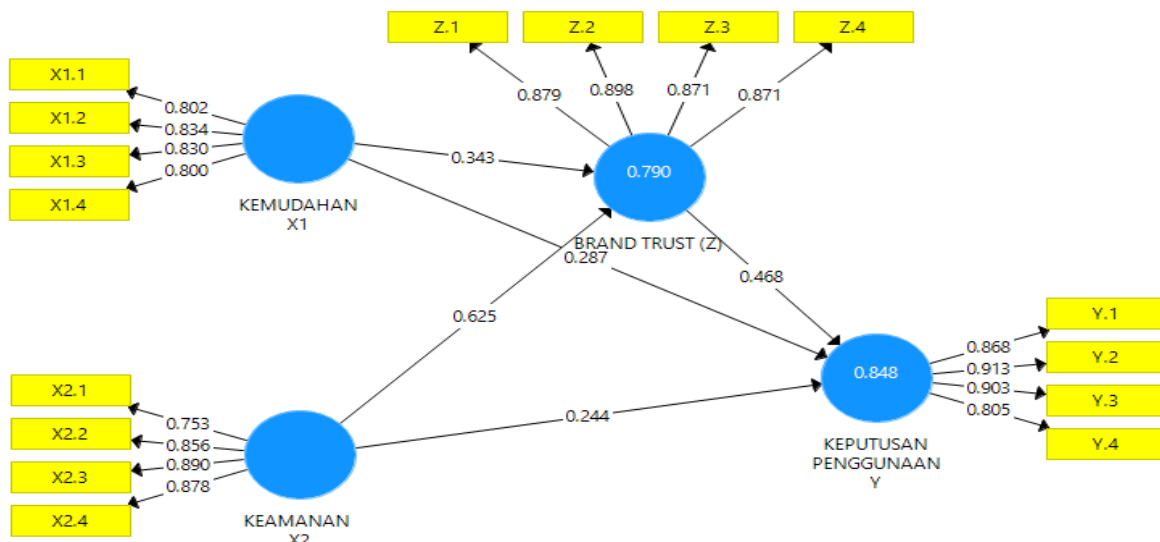 Z.1
Z.2
Z.3
Z.4
X1.1
X1.2
X1.3
X1.4
0.802
0.834
0.830
0.800
KEMUDAHAN
X1
0.879
0.898
0.871
0.871
0.343
0.790
BRAND TRUST (Z)
0.287
0.468
0.625
X2.1
X2.2
X2.3
X2.4
0.753
0.856
0.890
0.878
KEAMANAN
X2
0.244
0.848
KEPUTUSAN
PENGGUNAAN
Y
0.868
0.913
0.903
0.805
Y.1
Y.2
Y.3
Y.4